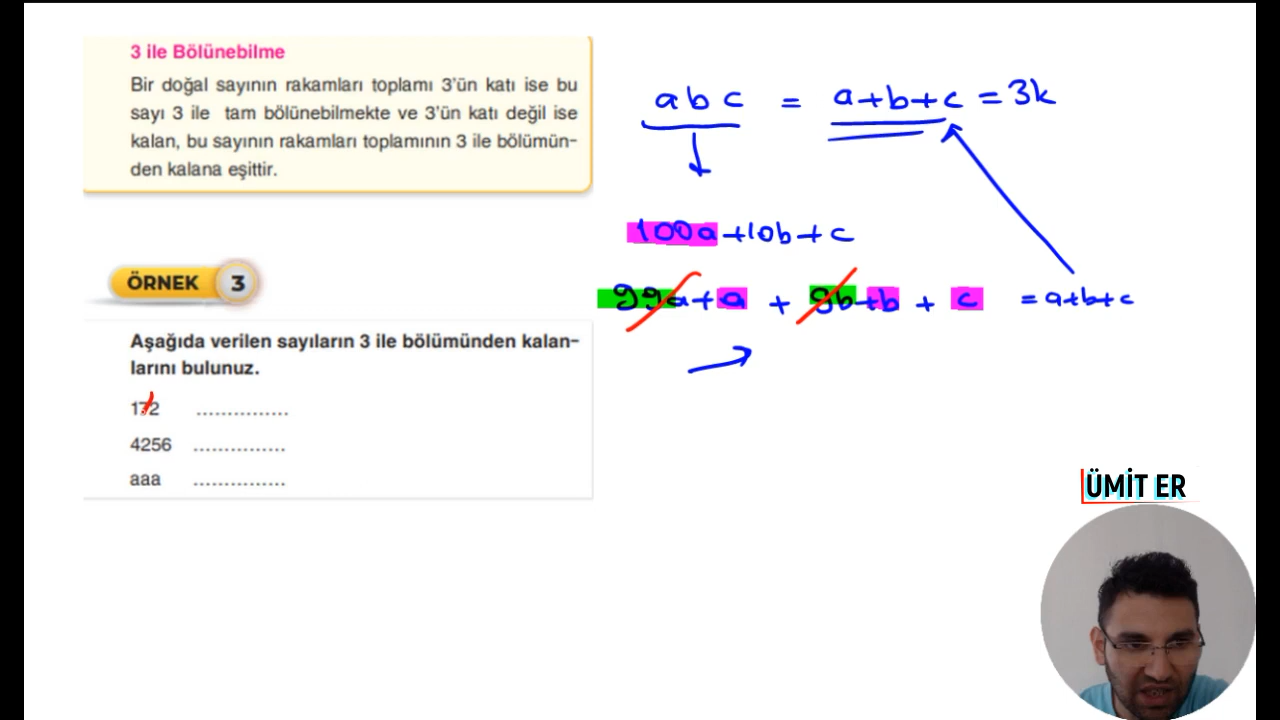 3 ile Bölünebilme
Bir doğal sayının rakamları toplamı 3'ün katı ise bu
sayı 3 ile tam bölünebilmekte ve 3'ün katı değil ise
kalan, bu sayının rakamları toplamının 3 ile bölümün-
den kalana eşittir.
abc = a+b+c = 3k
100a+10b+c
99a+a + 9b+b + c = a+b+c
ÖRNEK 3
Aşağıda verilen sayıların 3 ile bölümünden kalan-
larını bulunuz.
172 ...............
4256 ...............
aaa ...............
ÜMİT ER